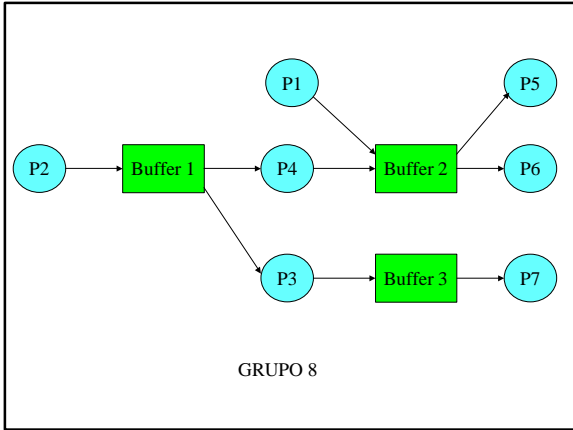 P1
P5
P2
Buffer 1
P4
Buffer 2
P6
P3
Buffer 3
P7
GRUPO 8